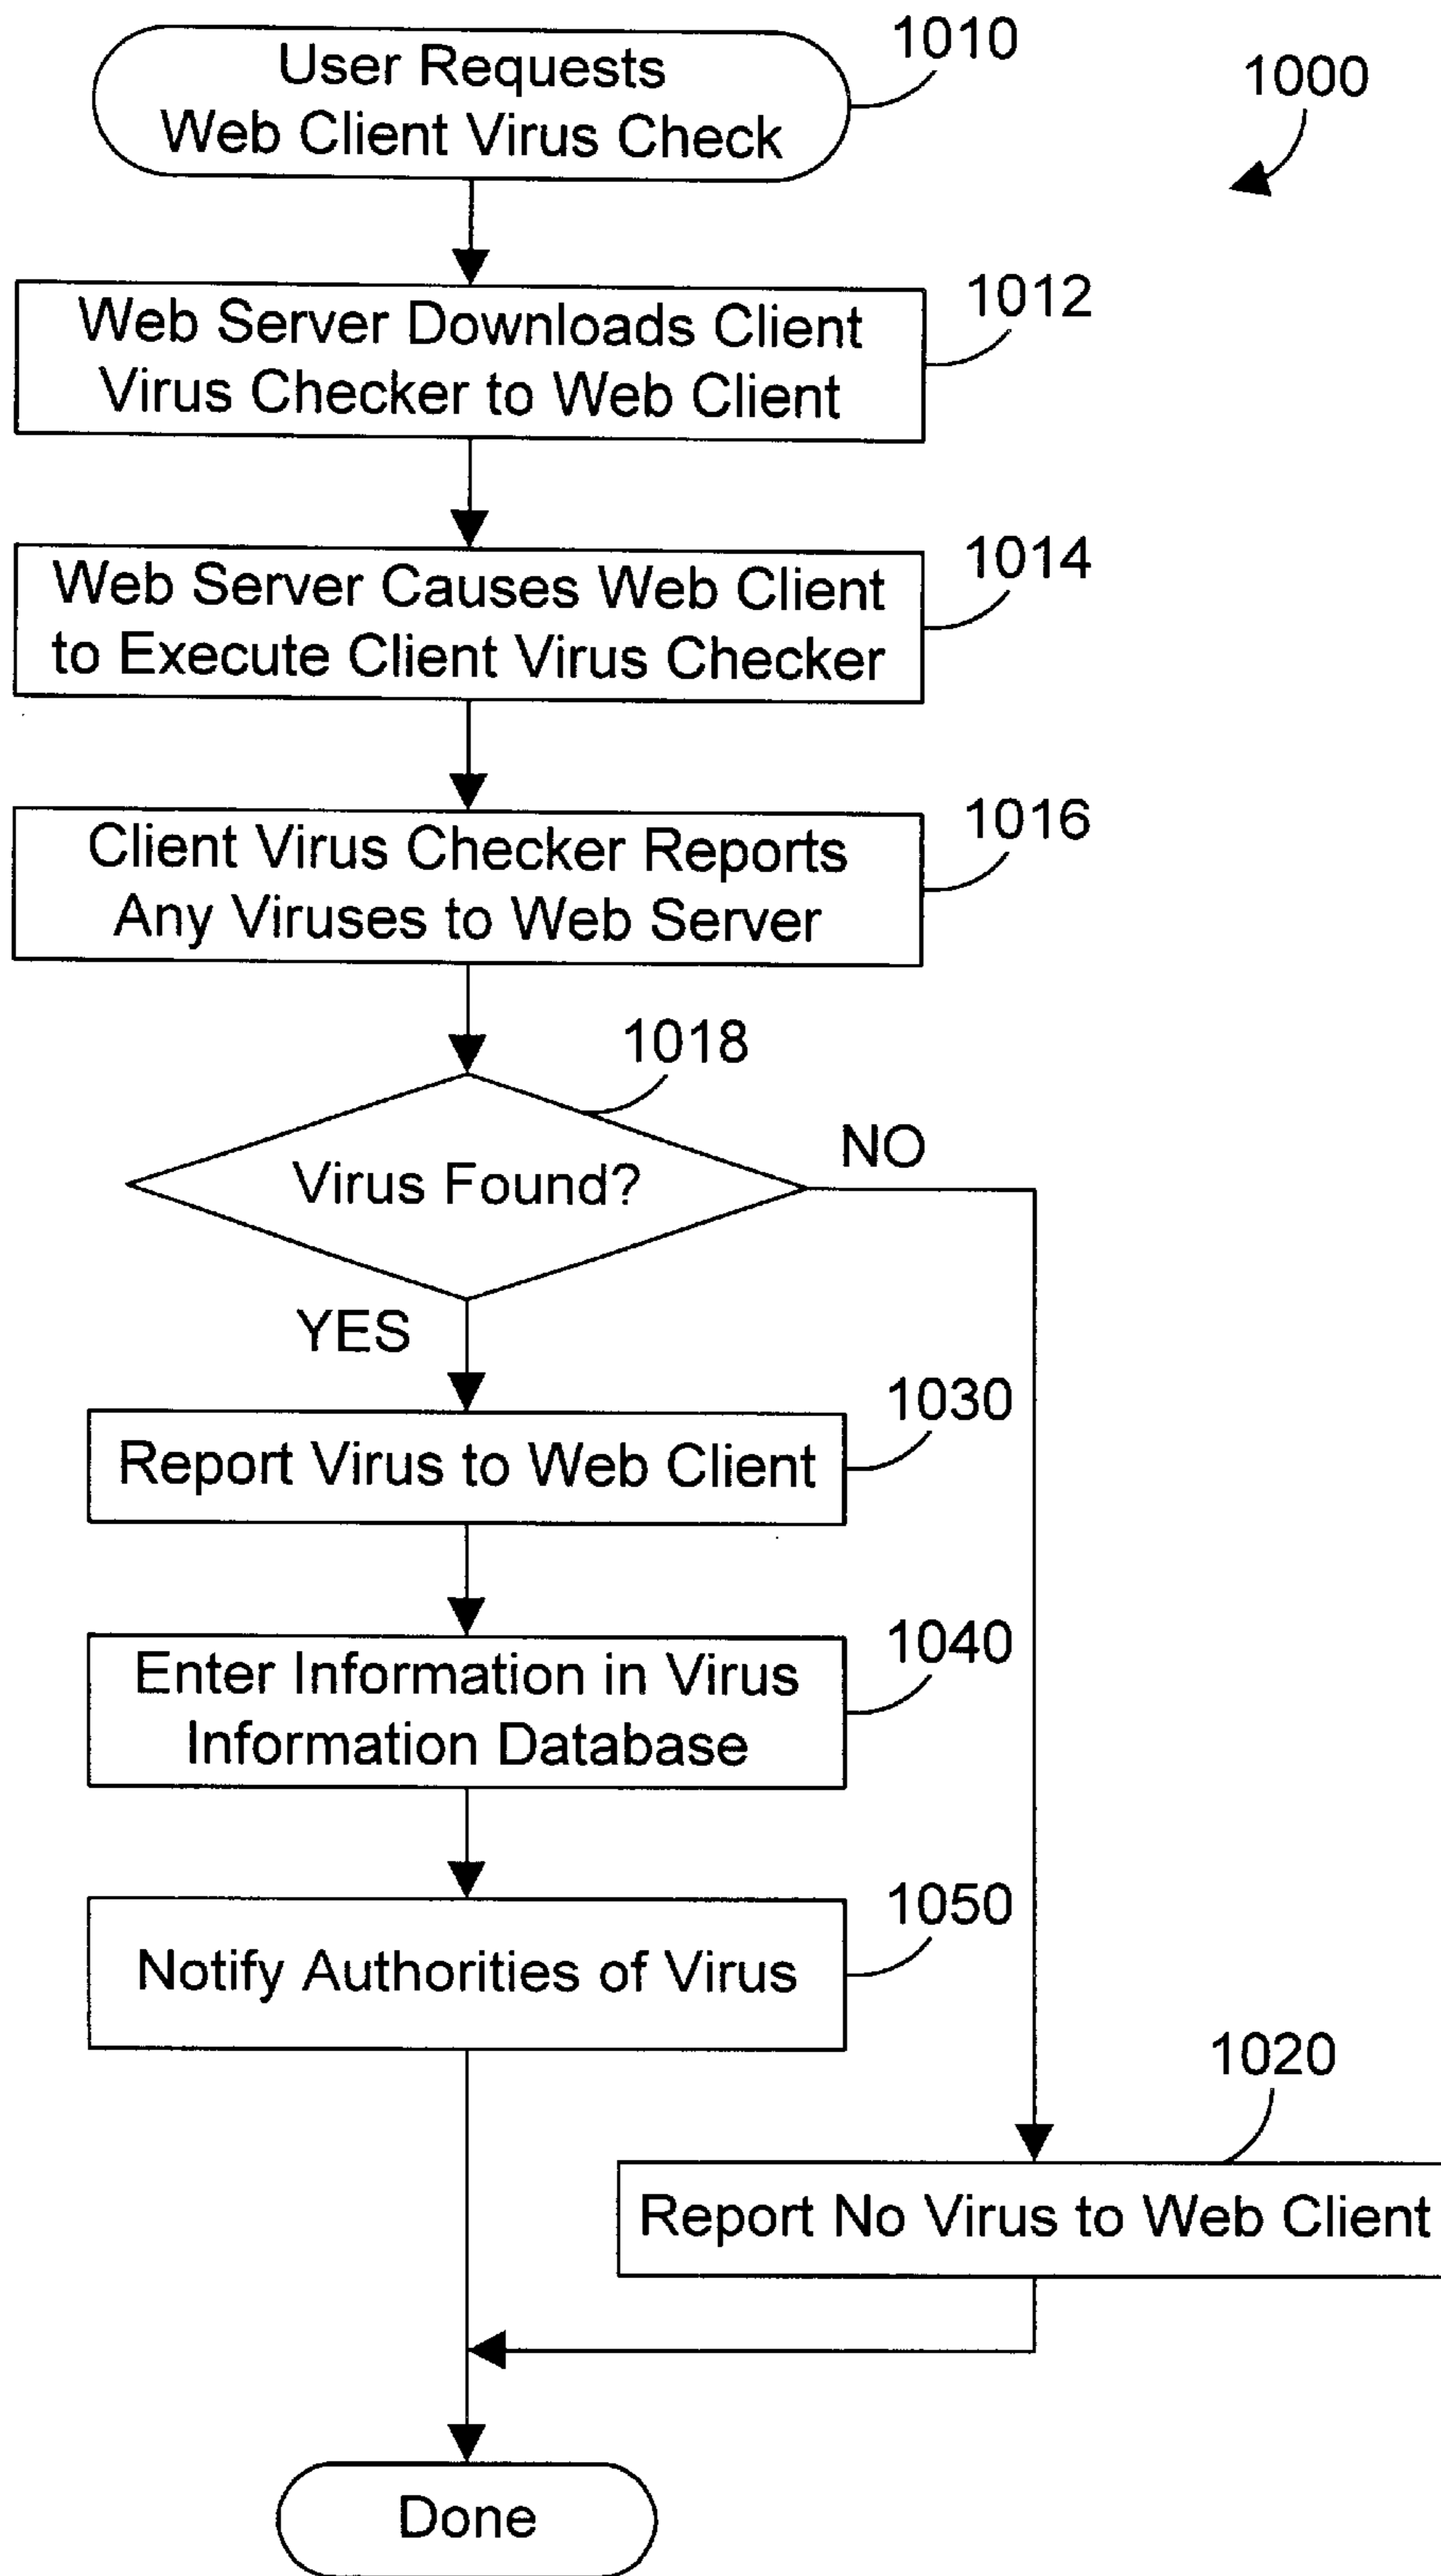 User Requests
Web Client Virus Check
1010
1000
Web Server Downloads Client
Virus Checker to Web Client
1012
Web Server Causes Web Client
to Execute Client Virus Checker
1014
Client Virus Checker Reports
Any Viruses to Web Server
1016
1018
Virus Found?
NO
YES
Report Virus to Web Client
1030
Enter Information in Virus
Information Database
1040
Notify Authorities of Virus
1050
1020
Report No Virus to Web Client
Done